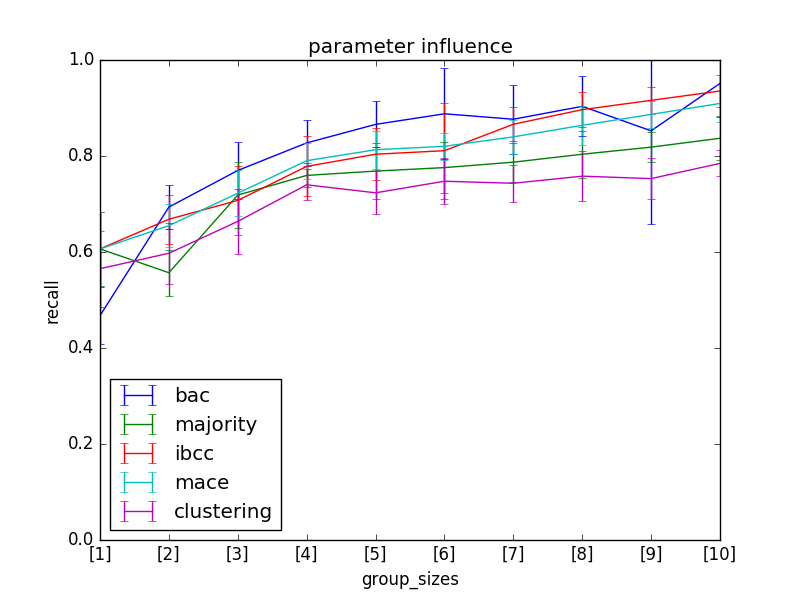 parameter influence
1.0
0.8
0.6
0.4
0.2
0.0
recall
bac
majority
ibcc
mace
clustering
[1] [2] [3] [4] [5] [6] [7] [8] [9] [10]
group_sizes